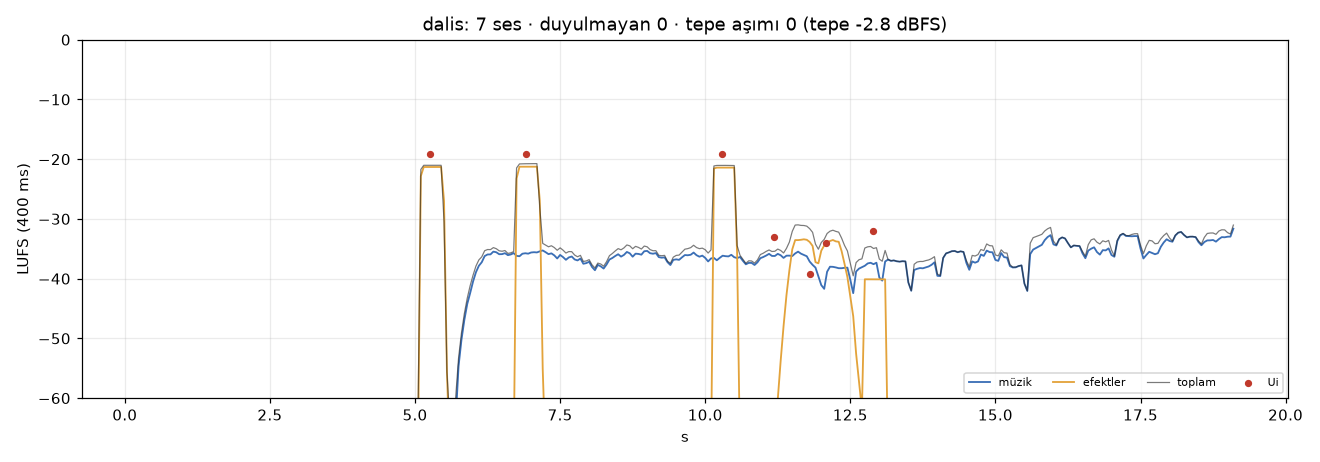 dalis: 7 ses · duyulmayan 0 · tepe aşımı 0 (tepe -2.8 dBFS)
LUFS (400 ms)
0
−10
−20
−30
−40
−50
−60
müzik efektler toplam Ui
0.0 2.5 5.0 7.5 10.0 12.5 15.0 17.5 20.0
s